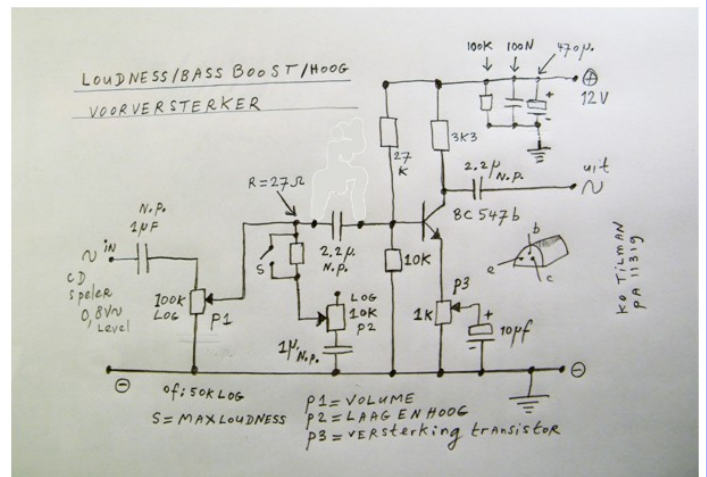 LOUDNESS/BASS BOOST/HOOG
VOORVERSTERKER
100K 100N 470µ.
+
12V
27
K
3K3
+
-
2.2µ
N.p.
uit
R=27Ω
N.p.
1µF
in
CD
Speler
0,8V~
Level
100K
LOG
P1
S
2.2µ.
N.p.
BC 547b
b
e
c
10K
LOG
10K
P2
1µ N.p.
P3
1K
+
-
10µf
KO TILMAN
PA 11319
-
-
of: 50K LOG
S = MAX LOUDNESS
P1 = VOLUME
P2 = LAAG EN HOOG
P3 = VERSTERKING transistor